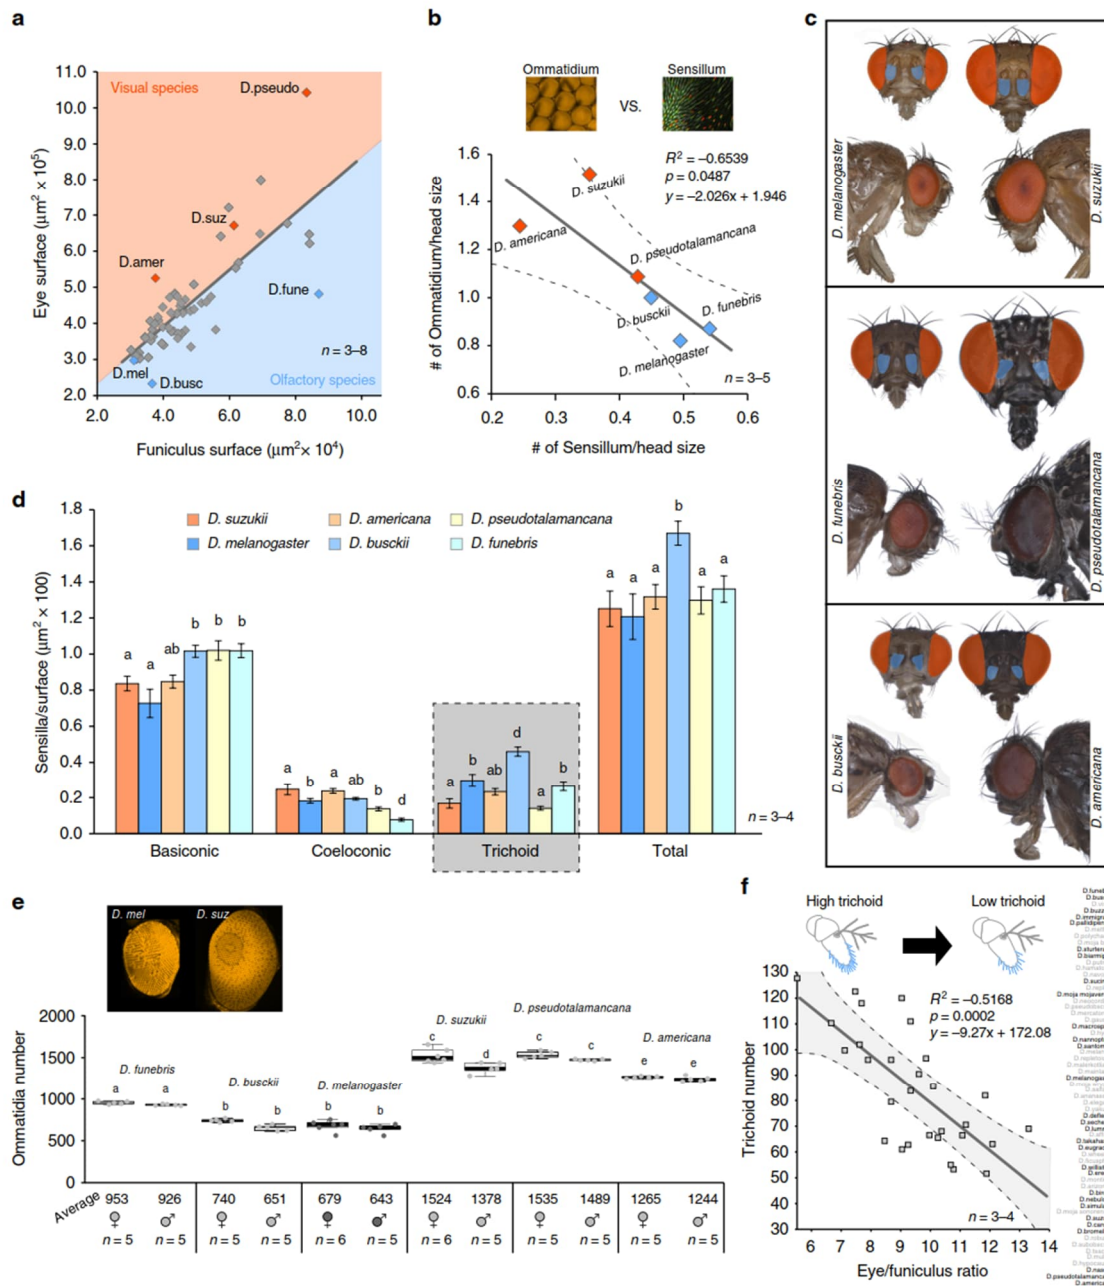 a
Eye surface (μm² × 10⁵)
11.0
10.0
9.0
8.0
7.0
6.0
5.0
4.0
3.0
2.0
Visual species
D.pseudo
D.suz
D.amer
D.fune
n = 3–8
D.mel
D.busc
Olfactory species
2.0 4.0 6.0 8.0 10.0
Funiculus surface (μm² × 10⁴)
b
Ommatidium
VS.
Sensillum
# of Ommatidium/head size
1.6
1.4
1.2
1.0
0.8
0.6
R² = –0.6539
p = 0.0487
y = –2.026x + 1.946
D. suzukii
D. americana
D. pseudotalamancana
D. busckii
D. funebris
D. melanogaster
n = 3–5
0.2 0.3 0.4 0.5 0.6
# of Sensillum/head size
c
D. melanogaster
D. suzukii
D. funebris
D. pseudotalamancana
D. busckii
D. americana
d
Sensilla/surface (μm² × 100)
1.8
1.6
1.4
1.2
1.0
0.8
0.6
0.4
0.2
0.0
D. suzukii D. americana D. pseudotalamancana
D. melanogaster D. busckii D. funebris
a a ab b b b
a b a ab b d
a b ab d a b
a a a b a a
n = 3–4
Basiconic Coeloconic Trichoid Total
e
D. mel D. suz
Ommatidia number
2000
1500
1000
500
0
D. funebris
a a
D. busckii
b b
D. melanogaster
b b
D. suzukii
c d
D. pseudotalamancana
c c
D. americana
e e
Average 953 926 740 651 679 643 1524 1378 1535 1489 1265 1244
♀ ♂ ♀ ♂ ♀ ♂ ♀ ♂ ♀ ♂ ♀ ♂
n = 5 n = 5 n = 5 n = 5 n = 6 n = 5 n = 5 n = 5 n = 5 n = 5 n = 5 n = 5
f
High trichoid Low trichoid
Trichoid number
130
120
110
100
90
80
70
60
50
40
30
R² = –0.5168
p = 0.0002
y = –9.27x + 172.08
n = 3–4
6 7 8 9 10 11 12 13 14
Eye/funiculus ratio